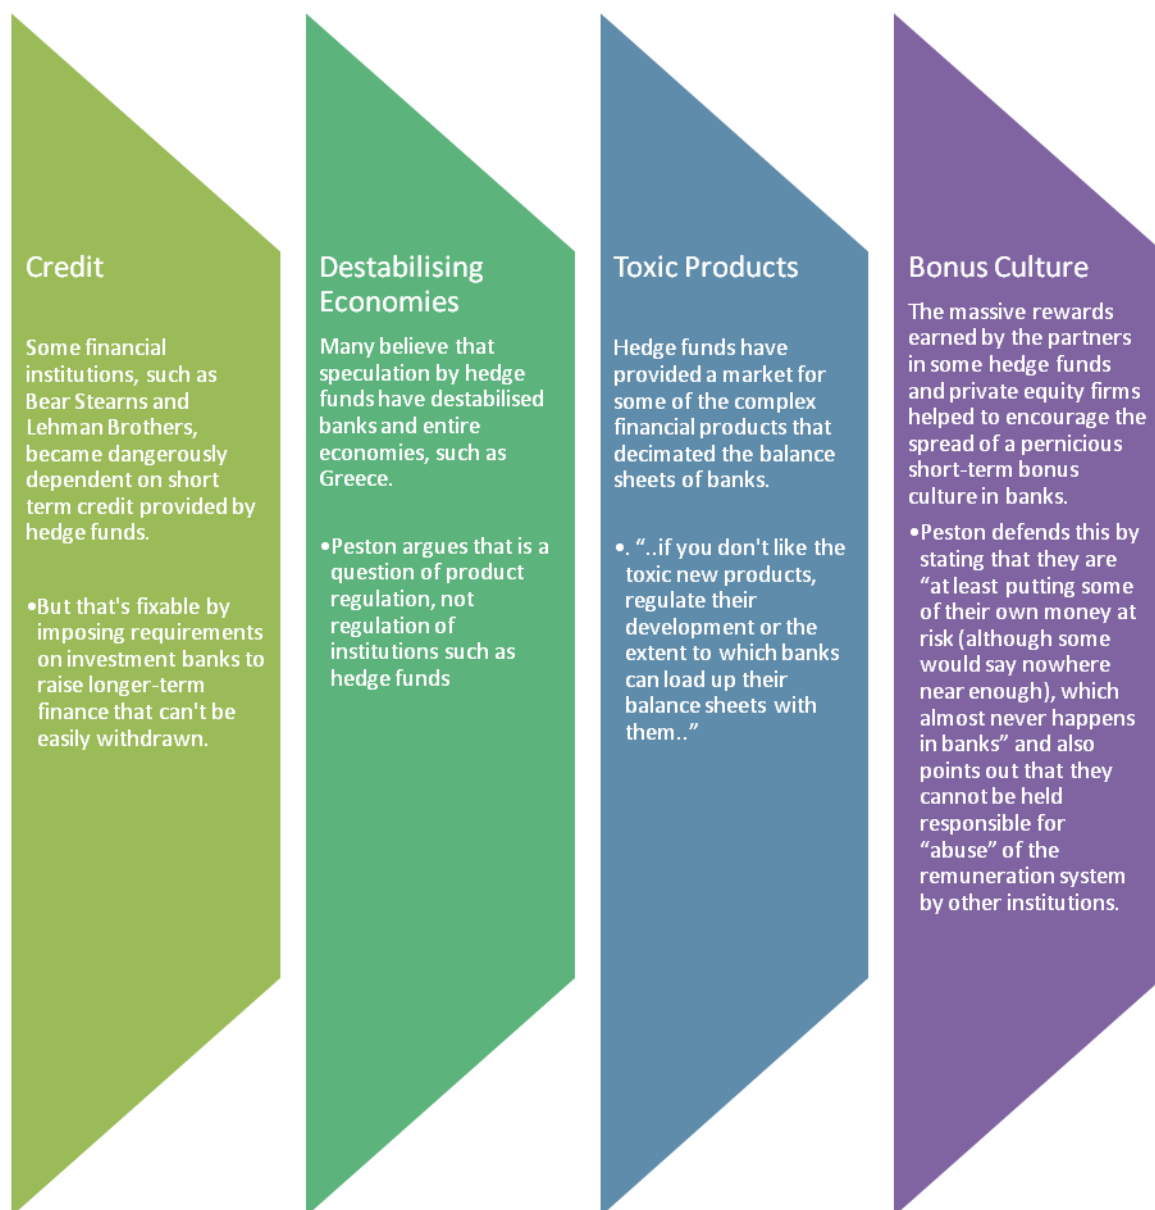 Credit
Some financial
institutions, such as
Bear Stearns and
Lehman Brothers,
became dangerously
dependent on short
term credit provided by
hedge funds.
•But that's fixable by
imposing requirements
on investment banks to
raise longer-term
finance that can't be
easily withdrawn.
Destabilising
Economies
Many believe that
speculation by hedge
funds have destabilised
banks and entire
economies, such as
Greece.
•Peston argues that is a
question of product
regulation, not
regulation of
institutions such as
hedge funds
Toxic Products
Hedge funds have
provided a market for
some of the complex
financial products that
decimated the balance
sheets of banks.
•. “..if you don't like the
toxic new products,
regulate their
development or the
extent to which banks
can load up their
balance sheets with
them..”
Bonus Culture
The massive rewards
earned by the partners
in some hedge funds
and private equity firms
helped to encourage the
spread of a pernicious
short-term bonus
culture in banks.
•Peston defends this by
stating that they are
“at least putting some
of their own money at
risk (although some
would say nowhere
near enough), which
almost never happens
in banks” and also
points out that they
cannot be held
responsible for
“abuse” of the
remuneration system
by other institutions.